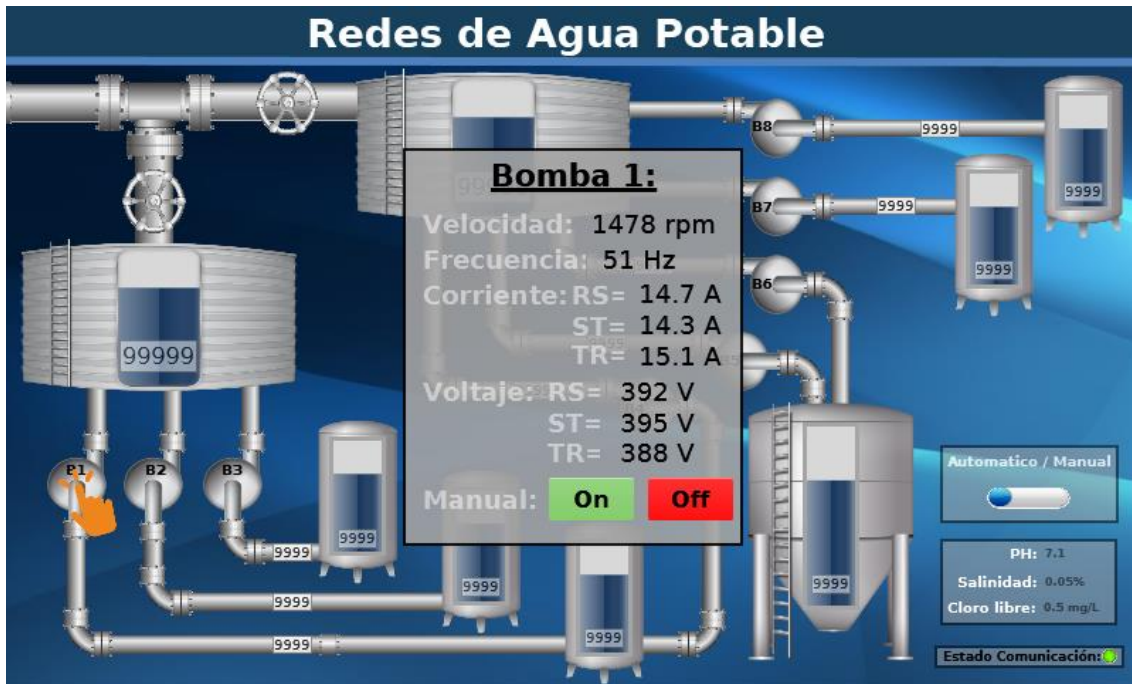 Redes de Agua Potable
B8
9999
9999
Bomba 1:
Velocidad: 1478 rpm
Frecuencia: 51 Hz
Corriente: RS= 14.7 A
ST= 14.3 A
TR= 15.1 A
Voltaje: RS= 392 V
ST= 395 V
TR= 388 V
Manual: On Off
B7
9999
9999
B6
99999
B1
B2
B3
9999
9999
9999
9999
9999
9999
9999
Automatico / Manual
PH: 7.1
Salinidad: 0.05%
Cloro libre: 0.5 mg/L
Estado Comunicación: